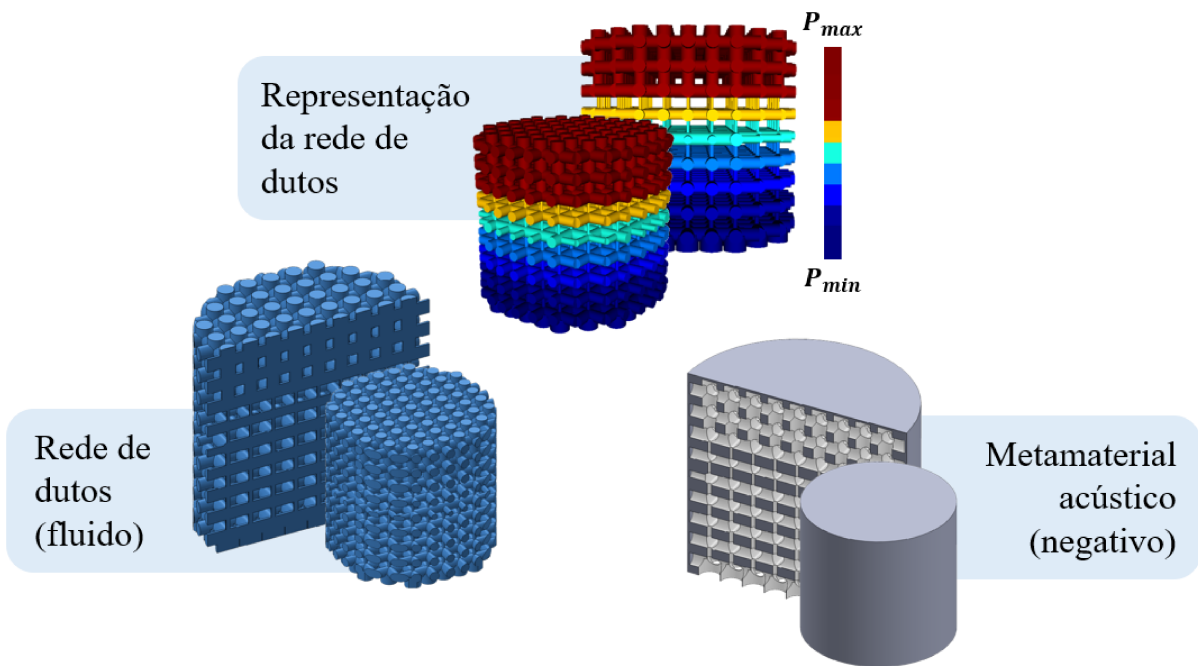 Representação
da rede de
dutos
P_max
P_min
Rede de
dutos
(fluido)
Metamaterial
acústico
(negativo)